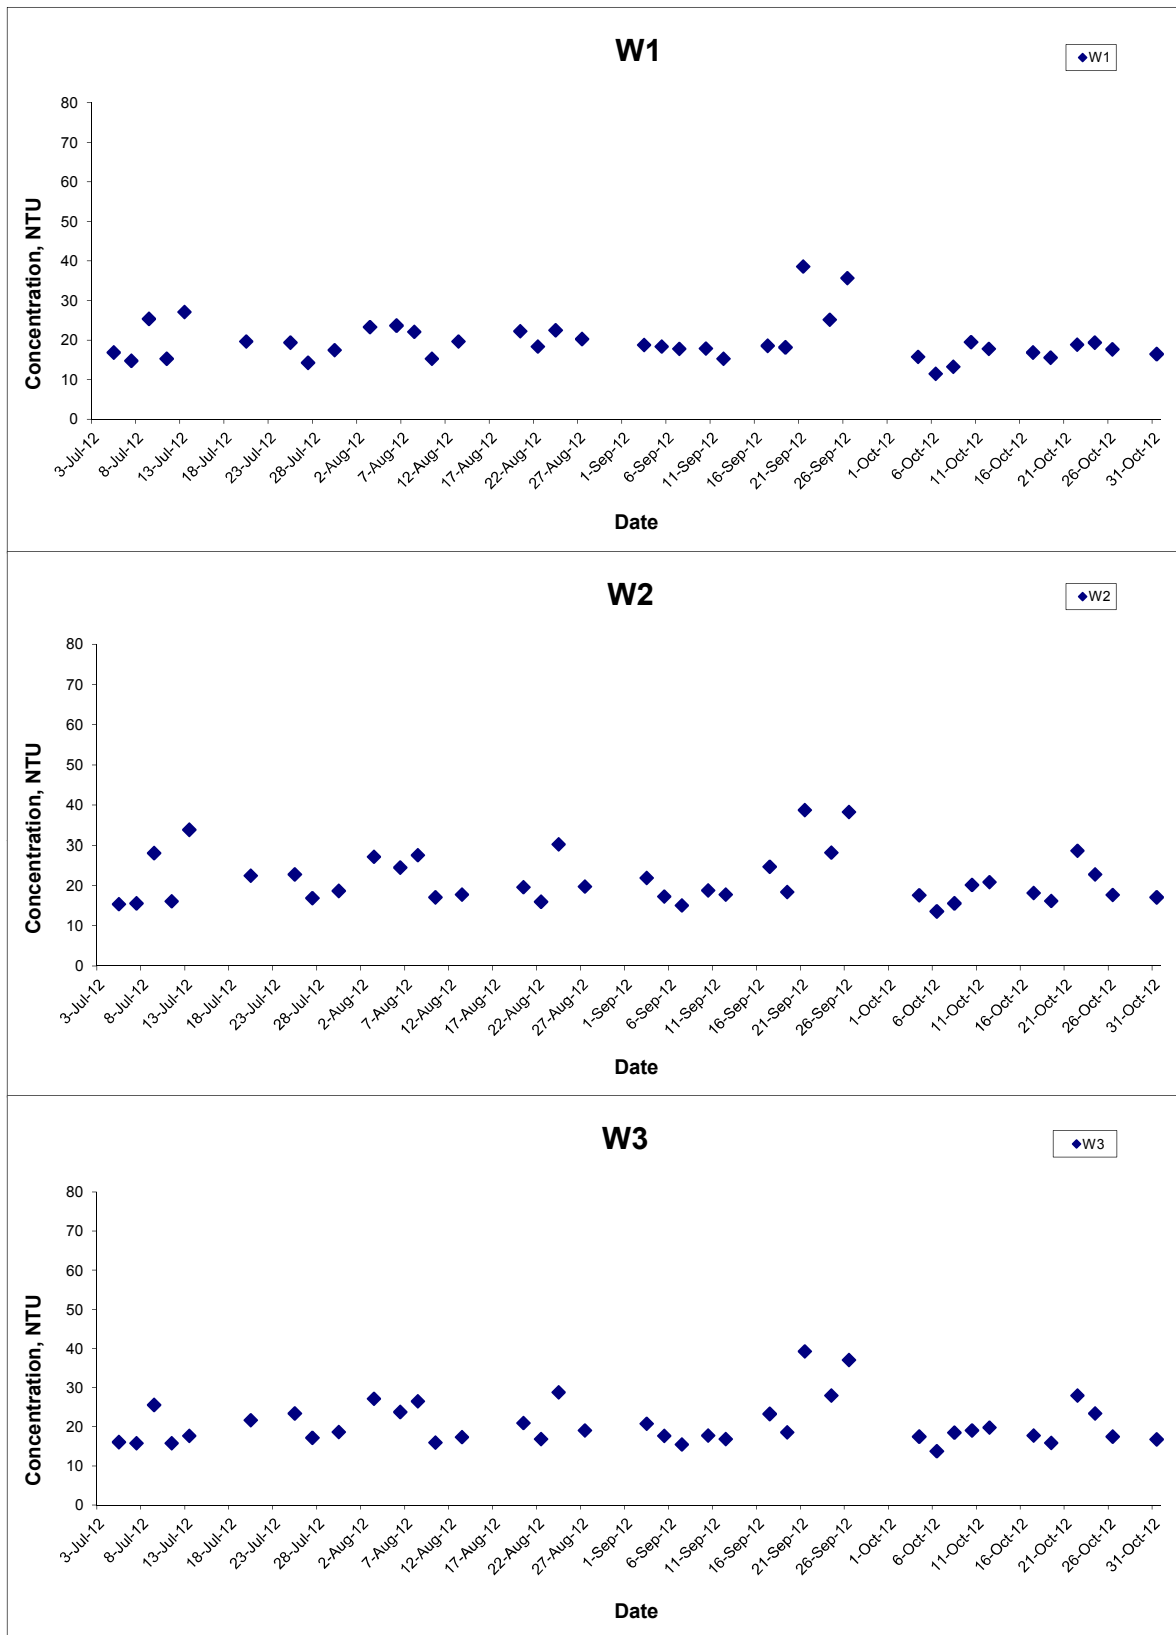 W1
W1
80
70
60
50
40
30
20
10
0
Concentration, NTU
3-Jul-12 8-Jul-12 13-Jul-12 18-Jul-12 23-Jul-12 28-Jul-12 2-Aug-12 7-Aug-12 12-Aug-12 17-Aug-12 22-Aug-12 27-Aug-12 1-Sep-12 6-Sep-12 11-Sep-12 16-Sep-12 21-Sep-12 26-Sep-12 1-Oct-12 6-Oct-12 11-Oct-12 16-Oct-12 21-Oct-12 26-Oct-12 31-Oct-12
Date
W2
W2
80
70
60
50
40
30
20
10
0
Concentration, NTU
3-Jul-12 8-Jul-12 13-Jul-12 18-Jul-12 23-Jul-12 28-Jul-12 2-Aug-12 7-Aug-12 12-Aug-12 17-Aug-12 22-Aug-12 27-Aug-12 1-Sep-12 6-Sep-12 11-Sep-12 16-Sep-12 21-Sep-12 26-Sep-12 1-Oct-12 6-Oct-12 11-Oct-12 16-Oct-12 21-Oct-12 26-Oct-12 31-Oct-12
Date
W3
W3
80
70
60
50
40
30
20
10
0
Concentration, NTU
3-Jul-12 8-Jul-12 13-Jul-12 18-Jul-12 23-Jul-12 28-Jul-12 2-Aug-12 7-Aug-12 12-Aug-12 17-Aug-12 22-Aug-12 27-Aug-12 1-Sep-12 6-Sep-12 11-Sep-12 16-Sep-12 21-Sep-12 26-Sep-12 1-Oct-12 6-Oct-12 11-Oct-12 16-Oct-12 21-Oct-12 26-Oct-12 31-Oct-12
Date